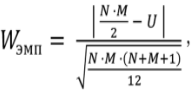 W_эмп = |N·M/2 − U| / √(N·M·(N+M+1)/12),